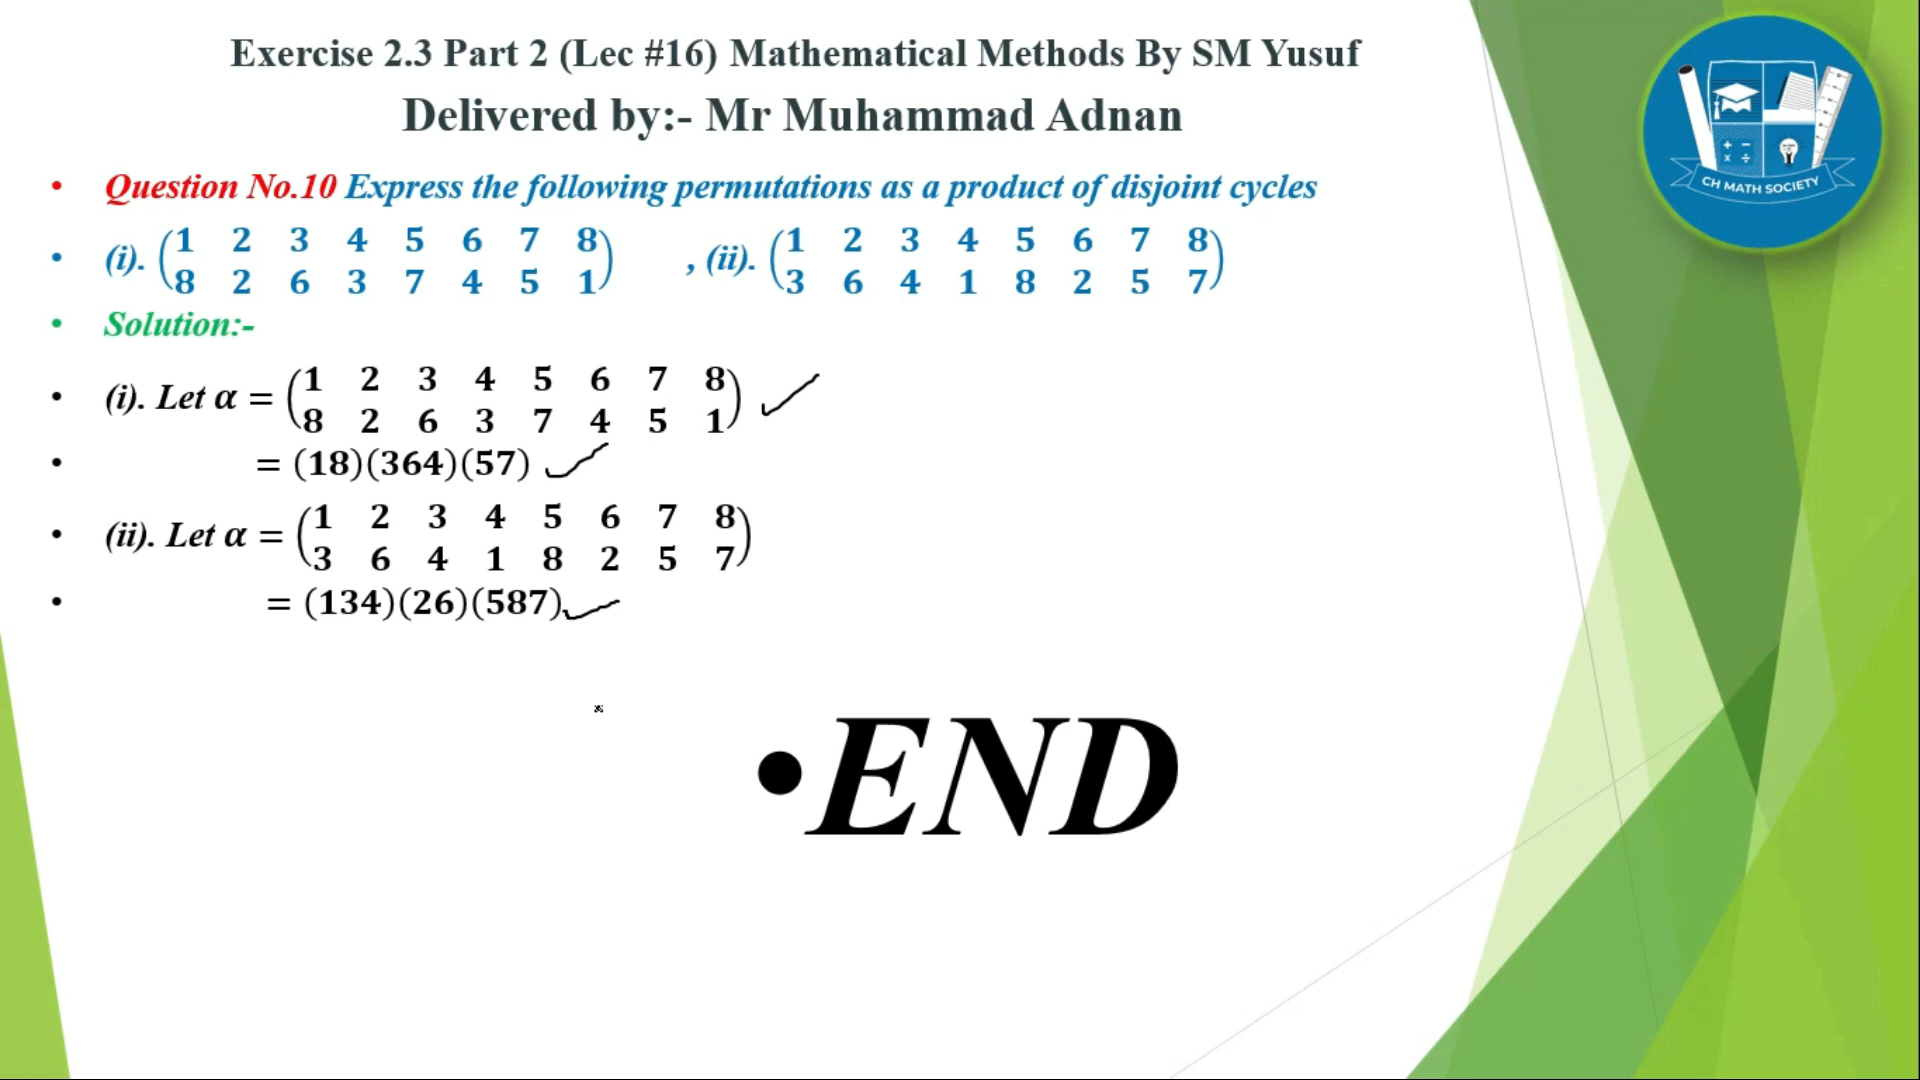 Exercise 2.3 Part 2 (Lec #16) Mathematical Methods By SM Yusuf
Delivered by:- Mr Muhammad Adnan
CH MATH SOCIETY
• Question No.10 Express the following permutations as a product of disjoint cycles
• (i). (1 2 3 4 5 6 7 8
8 2 6 3 7 4 5 1) , (ii). (1 2 3 4 5 6 7 8
3 6 4 1 8 2 5 7)
• Solution:-
• (i). Let α = (1 2 3 4 5 6 7 8
8 2 6 3 7 4 5 1)
• = (18)(364)(57)
• (ii). Let α = (1 2 3 4 5 6 7 8
3 6 4 1 8 2 5 7)
• = (134)(26)(587)
•END